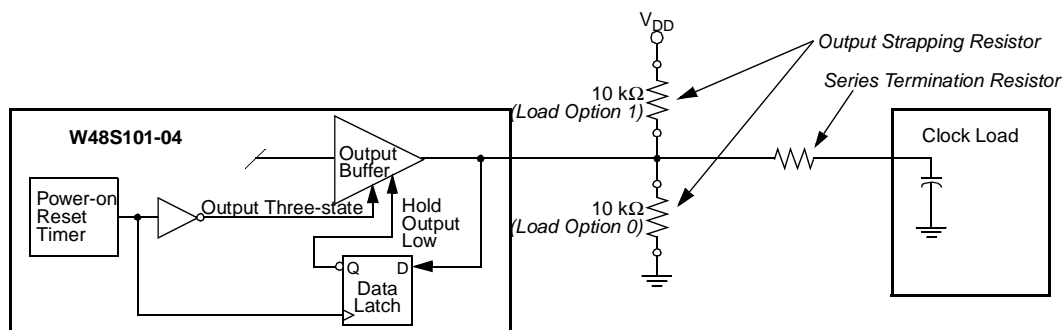 VDD
Output Strapping Resistor
Series Termination Resistor
10 kΩ
(Load Option 1)
W48S101-04
Clock Load
Output
Buffer
Power-on
Reset
Timer
Output Three-state
Hold
Output
Low
10 kΩ
(Load Option 0)
Q
D
Data
Latch